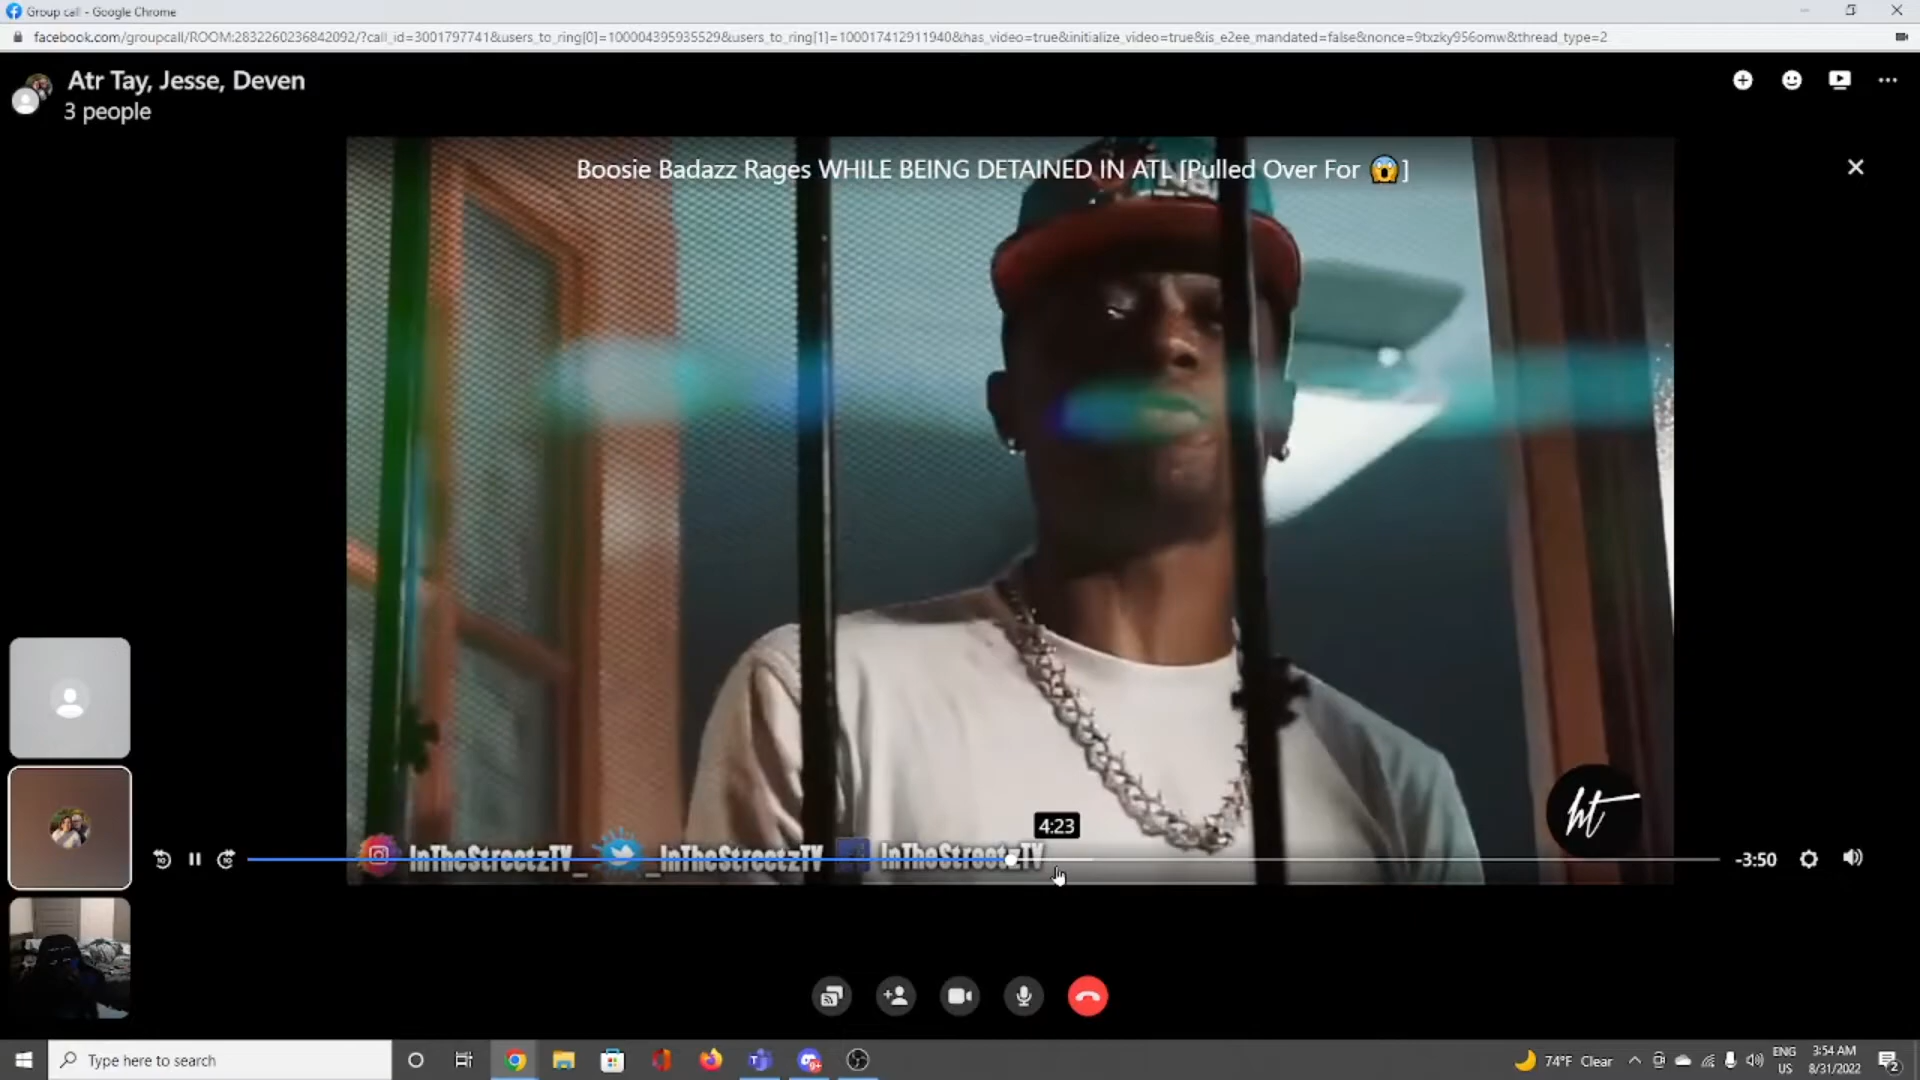 Group call - Google Chrome
facebook.com/groupcall/ROOM:2832260236842092/?call_id=3001797741&users_to_ring[0]=100004395935529&users_to_ring[1]=100017412911940&has_video=true&initialize_video=true&is_e2ee_mandated=false&nonce=9txzky956omw&thread_type=2
Atr Tay, Jesse, Deven
3 people
Boosie Badazz Rages WHILE BEING DETAINED IN ATL [Pulled Over For 😱]
ht
4:23
InTheStreetzTV_ _InTheStreetzTV InTheStreetzTV
-3:50
Type here to search
74°F Clear
ENG
US
3:54 AM
8/31/2022
2